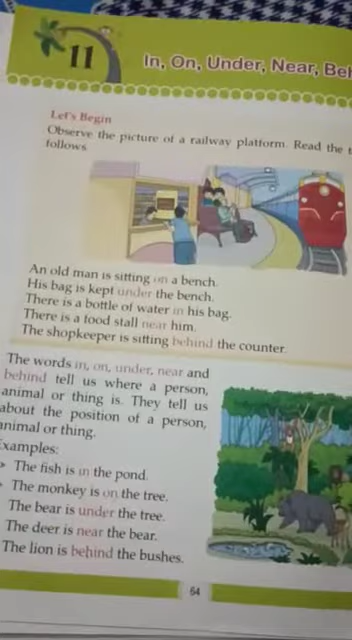 11
In, On, Under, Near,
Let's Begin
Observe the picture of a railway platform. Read the
follows
An old man is sitting on a bench.
His bag is kept under the bench.
There is a bottle of water in his bag.
There is a food stall near him.
The shopkeeper is sitting behind the counter.
The words in, on, under, near and
behind tell us where a person,
animal or thing is. They tell us
about the position of a person,
animal or thing.
Examples:
The fish is in the pond.
The monkey is on the tree.
The bear is under the tree.
The deer is near the bear.
The lion is behind the bushes.
64